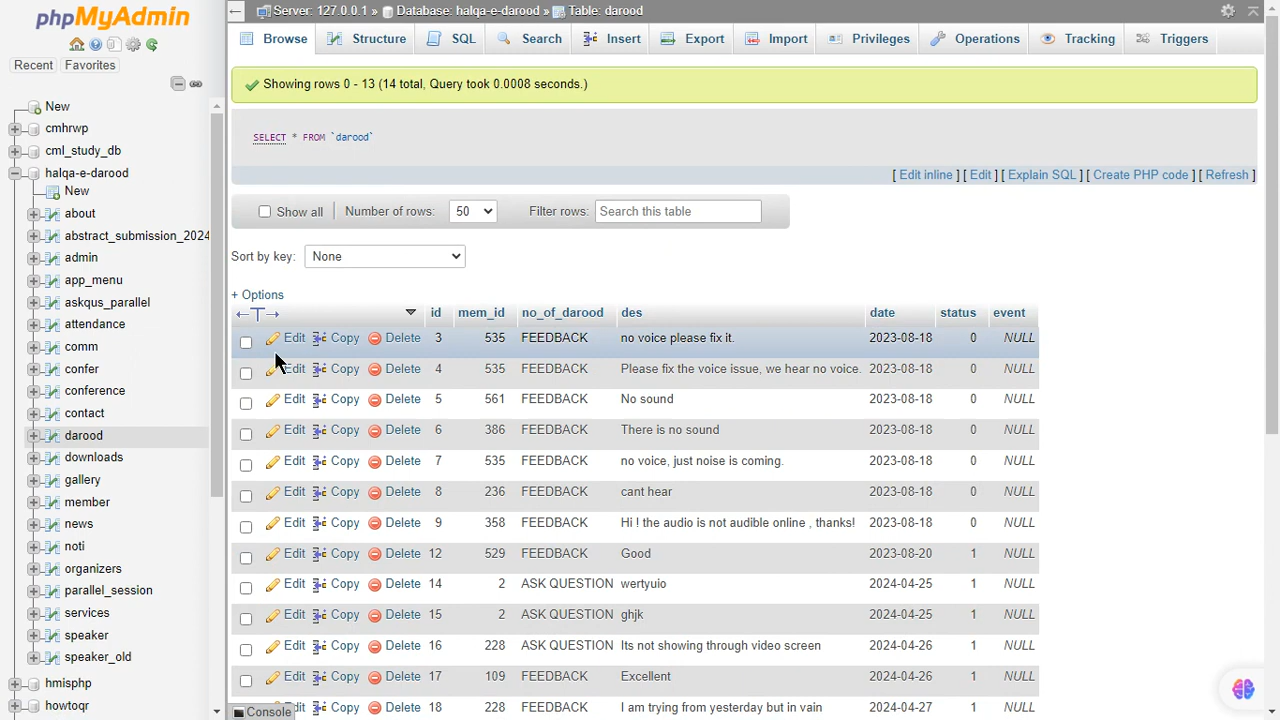 phpMyAdmin
Recent Favorites
New
cmhrwp
cml_study_db
halqa-e-darood
New
about
abstract_submission_2024
admin
app_menu
askqus_parallel
attendance
comm
confer
conference
contact
darood
downloads
gallery
member
news
noti
organizers
parallel_session
services
speaker
speaker_old
hmisphp
howtoqr
Server: 127.0.0.1 » Database: halqa-e-darood » Table: darood
Browse Structure SQL Search Insert Export Import Privileges Operations Tracking Triggers
Showing rows 0 - 13 (14 total, Query took 0.0008 seconds.)
SELECT * FROM `darood`
[ Edit inline ] [ Edit ] [ Explain SQL ] [ Create PHP code ] [ Refresh ]
Show all Number of rows: 50 Filter rows: Search this table
Sort by key: None
+ Options
←T→ id mem_id no_of_darood des date status event
Edit Copy Delete 3 535 FEEDBACK no voice please fix it. 2023-08-18 0 NULL
Edit Copy Delete 4 535 FEEDBACK Please fix the voice issue, we hear no voice. 2023-08-18 0 NULL
Edit Copy Delete 5 561 FEEDBACK No sound 2023-08-18 0 NULL
Edit Copy Delete 6 386 FEEDBACK There is no sound 2023-08-18 0 NULL
Edit Copy Delete 7 535 FEEDBACK no voice, just noise is coming. 2023-08-18 0 NULL
Edit Copy Delete 8 236 FEEDBACK cant hear 2023-08-18 0 NULL
Edit Copy Delete 9 358 FEEDBACK Hi ! the audio is not audible online , thanks! 2023-08-18 0 NULL
Edit Copy Delete 12 529 FEEDBACK Good 2023-08-20 1 NULL
Edit Copy Delete 14 2 ASK QUESTION wertyuio 2024-04-25 1 NULL
Edit Copy Delete 15 2 ASK QUESTION ghjk 2024-04-25 1 NULL
Edit Copy Delete 16 228 ASK QUESTION Its not showing through video screen 2024-04-26 1 NULL
Edit Copy Delete 17 109 ASK QUESTION Excellent 2024-04-26 1 NULL
Edit Copy Delete 18 228 ASK QUESTION I am trying from yesterday but in vain 2024-04-27 1 NULL
Console